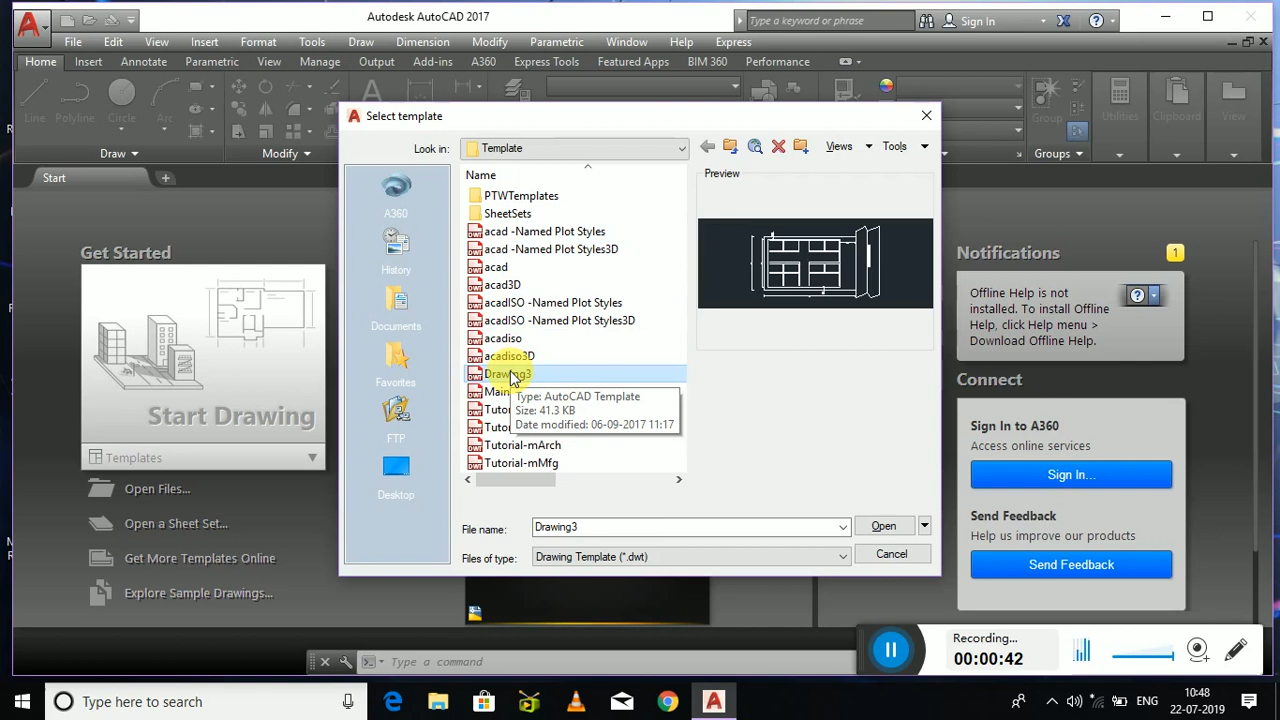 Autodesk AutoCAD 2017
Type a keyword or phrase
Sign In
File Edit View Insert Format Tools Draw Dimension Modify Parametric Window Help Express
Home Insert Annotate Parametric View Manage Output Add-ins A360 Express Tools Featured Apps BIM 360 Performance
Line Polyline Circle Arc
Draw Modify
Group Utilities Clipboard View
Groups
Start
Select template
Look in: Template
Views Tools
A360
History
Documents
Favorites
FTP
Desktop
Name
PTWTemplates
SheetSets
acad -Named Plot Styles
acad -Named Plot Styles3D
acad
acad3D
acadISO -Named Plot Styles
acadISO -Named Plot Styles3D
acadiso
acadiso3D
Drawing3
Main
Tutor
Tutor
Tutorial-mArch
Tutorial-mMfg
Type: AutoCAD Template
Size: 41.3 KB
Date modified: 06-09-2017 11:17
Preview
File name: Drawing3
Open
Files of type: Drawing Template (*.dwt)
Cancel
Get Started
Start Drawing
Templates
Open Files...
Open a Sheet Set...
Get More Templates Online
Explore Sample Drawings...
Notifications
1
Offline Help is not
installed. To install Offline
Help, click Help menu >
Download Offline Help.
Connect
Sign In to A360
Access online services
Sign In...
Send Feedback
Help us improve our products
Send Feedback
Type a command
Recording...
00:00:42
Type here to search
ENG
10:48
22-07-2019